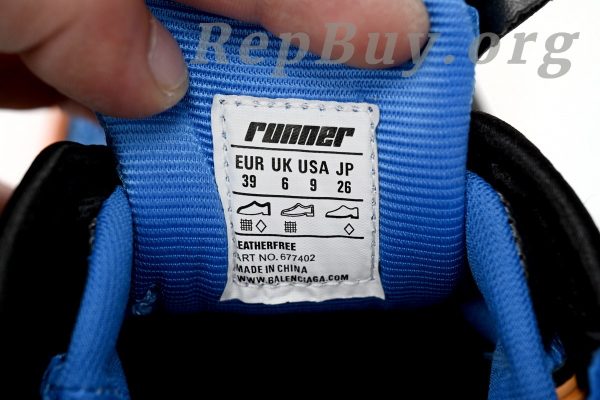 RepBuy.org
runner
EUR UK USA JP
39 6 9 26
EATHERFREE
ART NO. 677402
MADE IN CHINA
WWW.BALENCIAGA.COM